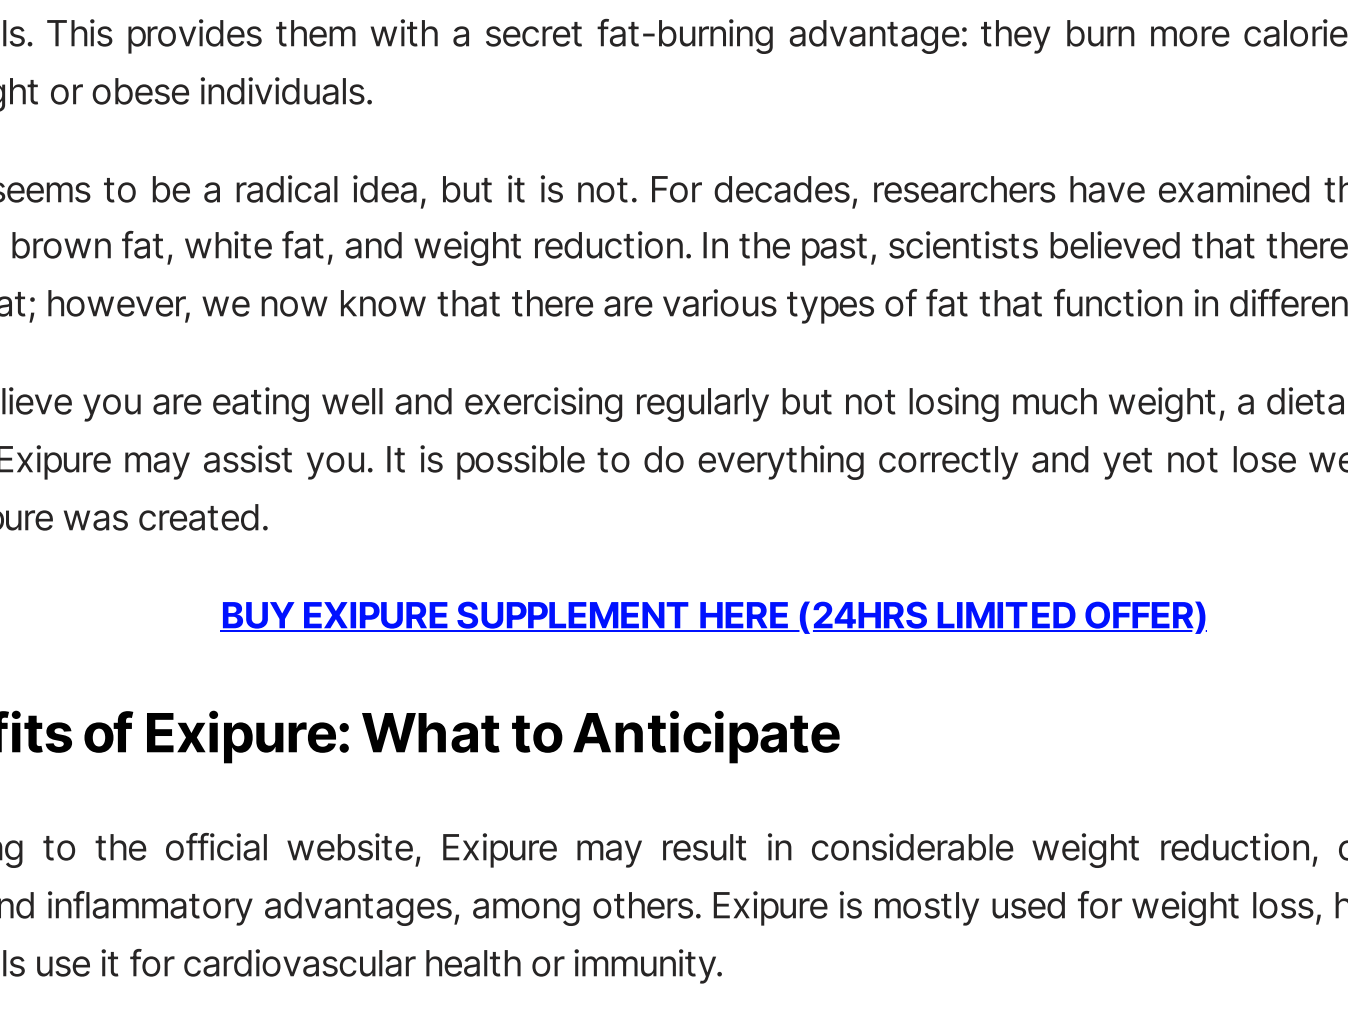 ls. This provides them with a secret fat-burning advantage: they burn more calorie
ght or obese individuals.
seems to be a radical idea, but it is not. For decades, researchers have examined th
brown fat, white fat, and weight reduction. In the past, scientists believed that there
at; however, we now know that there are various types of fat that function in differen
lieve you are eating well and exercising regularly but not losing much weight, a dieta
Exipure may assist you. It is possible to do everything correctly and yet not lose we
pure was created.
BUY EXIPURE SUPPLEMENT HERE (24HRS LIMITED OFFER)
fits of Exipure: What to Anticipate
ng to the official website, Exipure may result in considerable weight reduction, c
nd inflammatory advantages, among others. Exipure is mostly used for weight loss, h
ls use it for cardiovascular health or immunity.